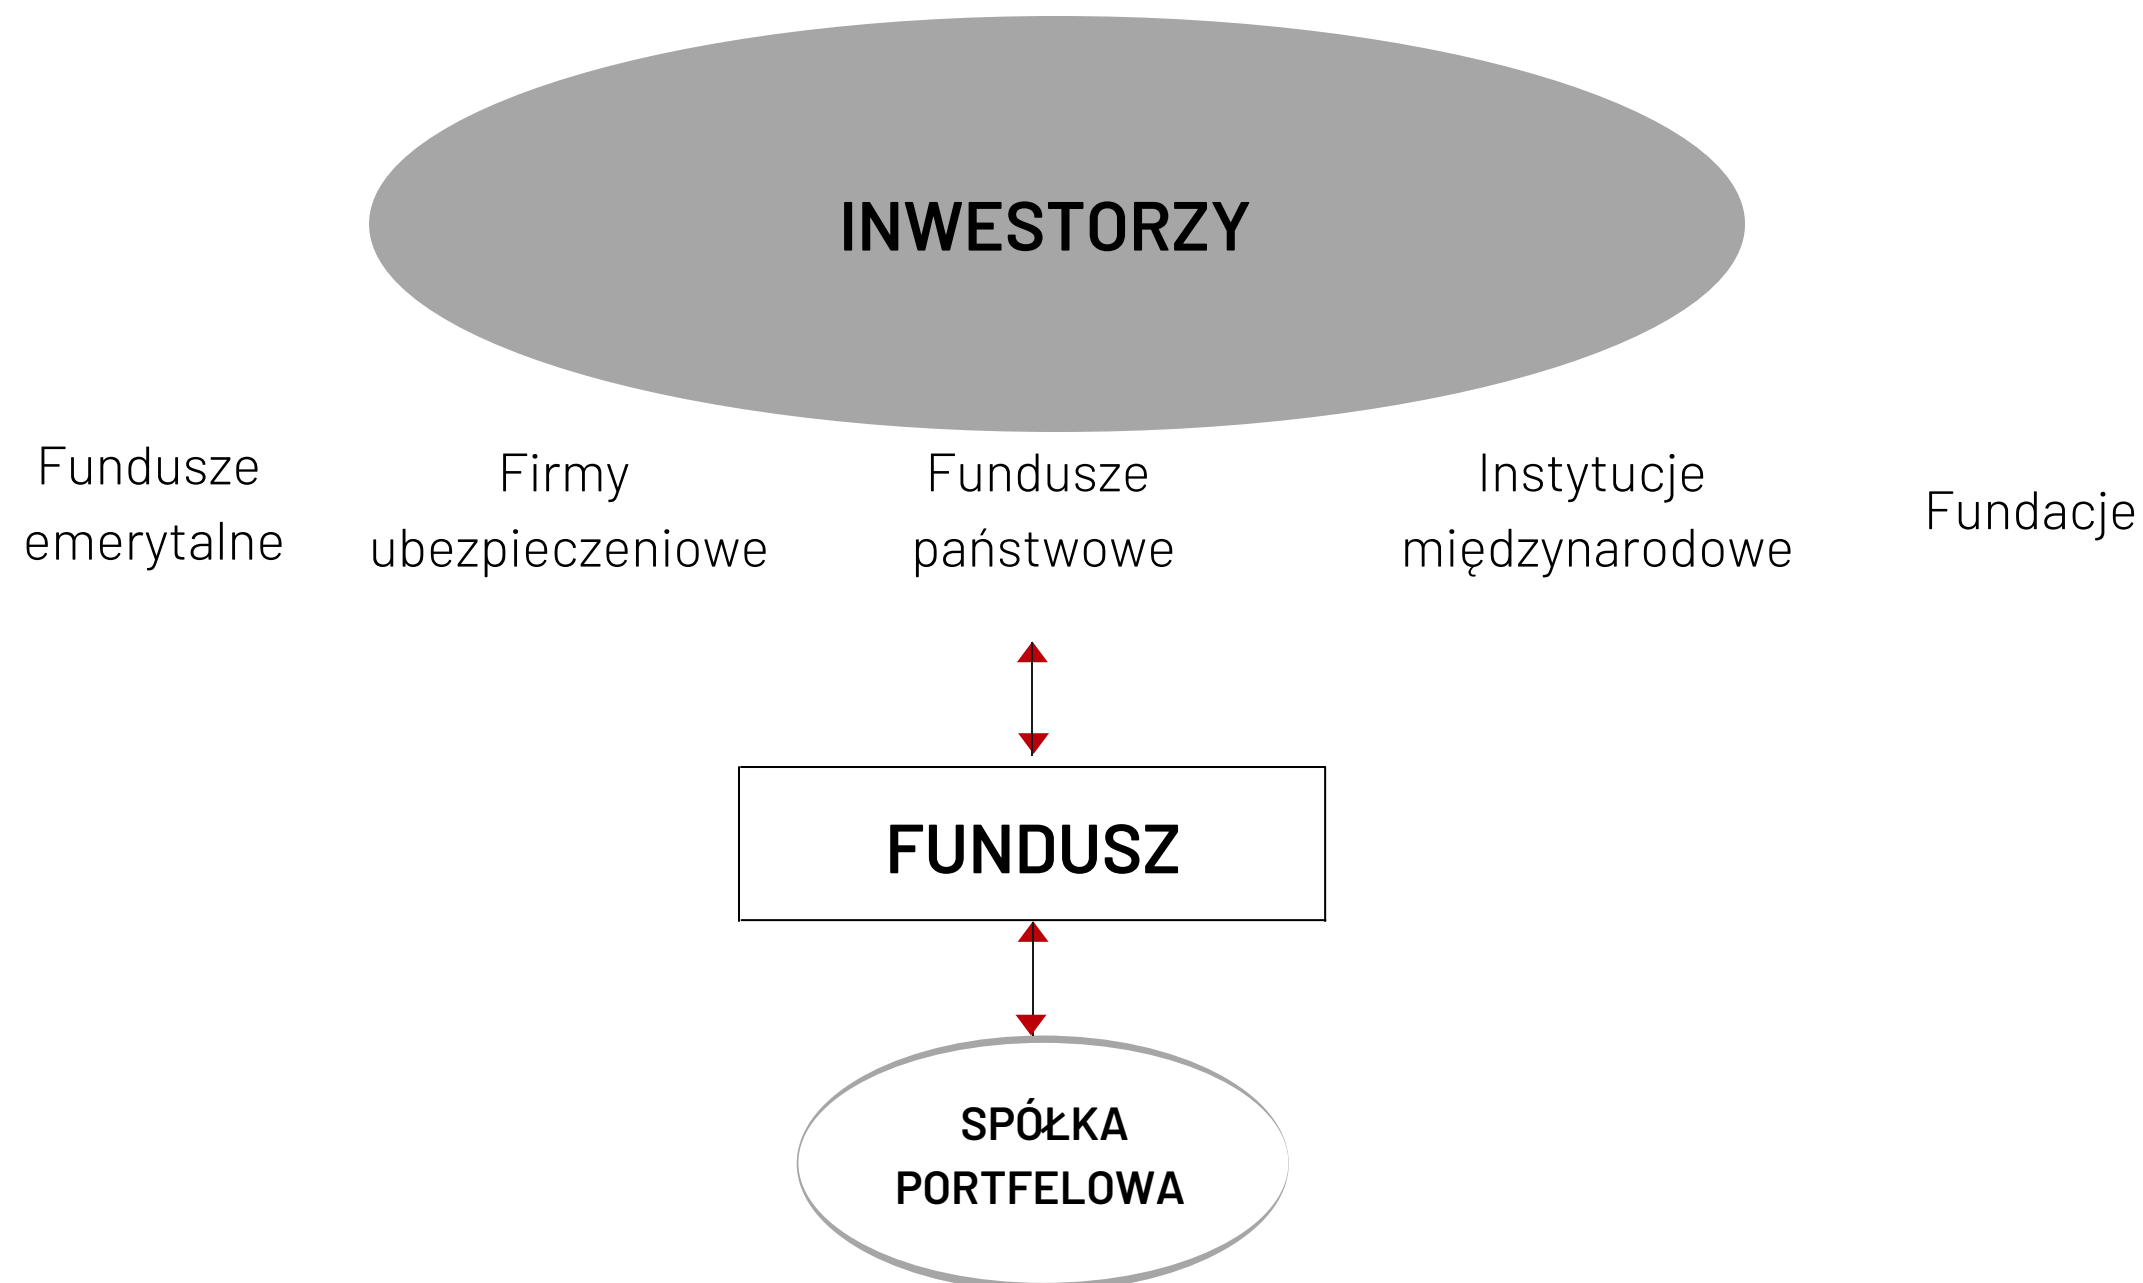 INWESTORZY
Fundusze
emerytalne
Firmy
ubezpieczeniowe
Fundusze
państwowe
Instytucje
międzynarodowe
Fundacje
FUNDUSZ
SPÓŁKA
PORTFELOWA